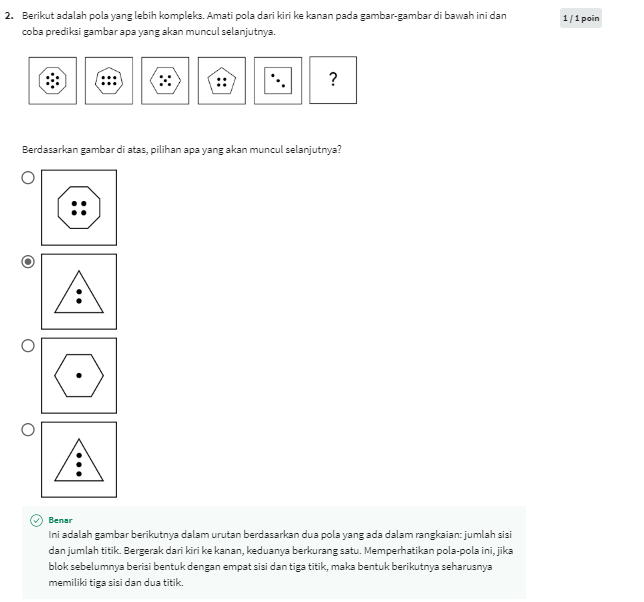 2. Berikut adalah pola yang lebih kompleks. Amati pola dari kiri ke kanan pada gambar-gambar di bawah ini dan
coba prediksi gambar apa yang akan muncul selanjutnya.
1 / 1 poin
?
Berdasarkan gambar di atas, pilihan apa yang akan muncul selanjutnya?
Benar
Ini adalah gambar berikutnya dalam urutan berdasarkan dua pola yang ada dalam rangkaian: jumlah sisi
dan jumlah titik. Bergerak dari kiri ke kanan, keduanya berkurang satu. Memperhatikan pola-pola ini, jika
blok sebelumnya berisi bentuk dengan empat sisi dan tiga titik, maka bentuk berikutnya seharusnya
memiliki tiga sisi dan dua titik.